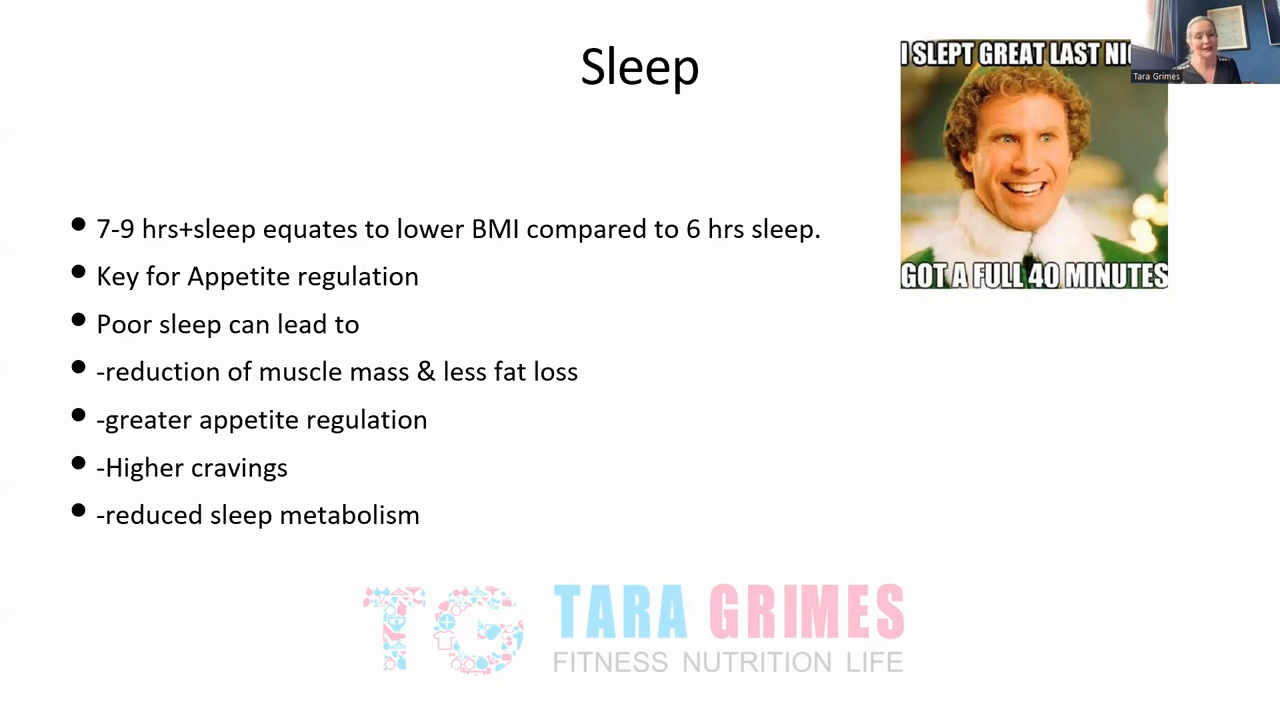 Sleep
I SLEPT GREAT LAST
Tara Grimes
GOT A FULL 40 MINUTES
7-9 hrs+sleep equates to lower BMI compared to 6 hrs sleep.
Key for Appetite regulation
Poor sleep can lead to
-reduction of muscle mass & less fat loss
-greater appetite regulation
-Higher cravings
-reduced sleep metabolism
TG TARA GRIMES
FITNESS NUTRITION LIFE